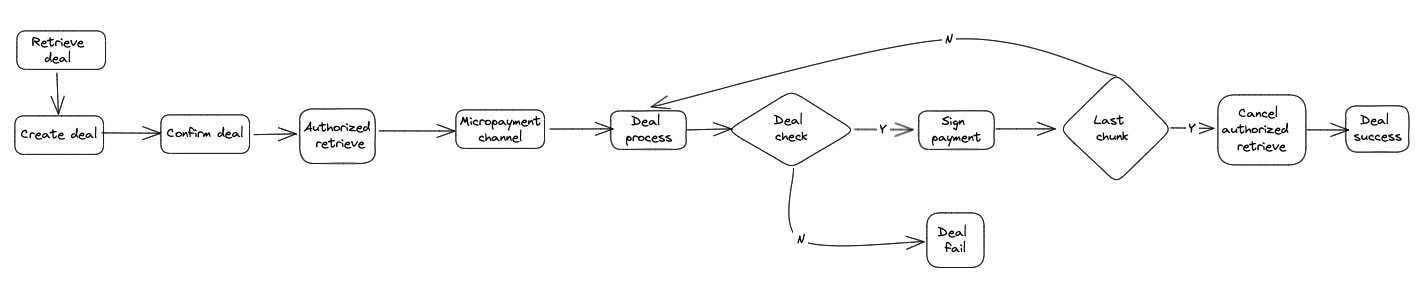 Retrieve
deal
Create deal
Confirm deal
Authorized
retrieve
Micropayment
channel
Deal
process
Deal
check
Y
Sign
payment
Last
chunk
Y
Cancel
authorized
retrieve
Deal
success
N
N
Deal
fail